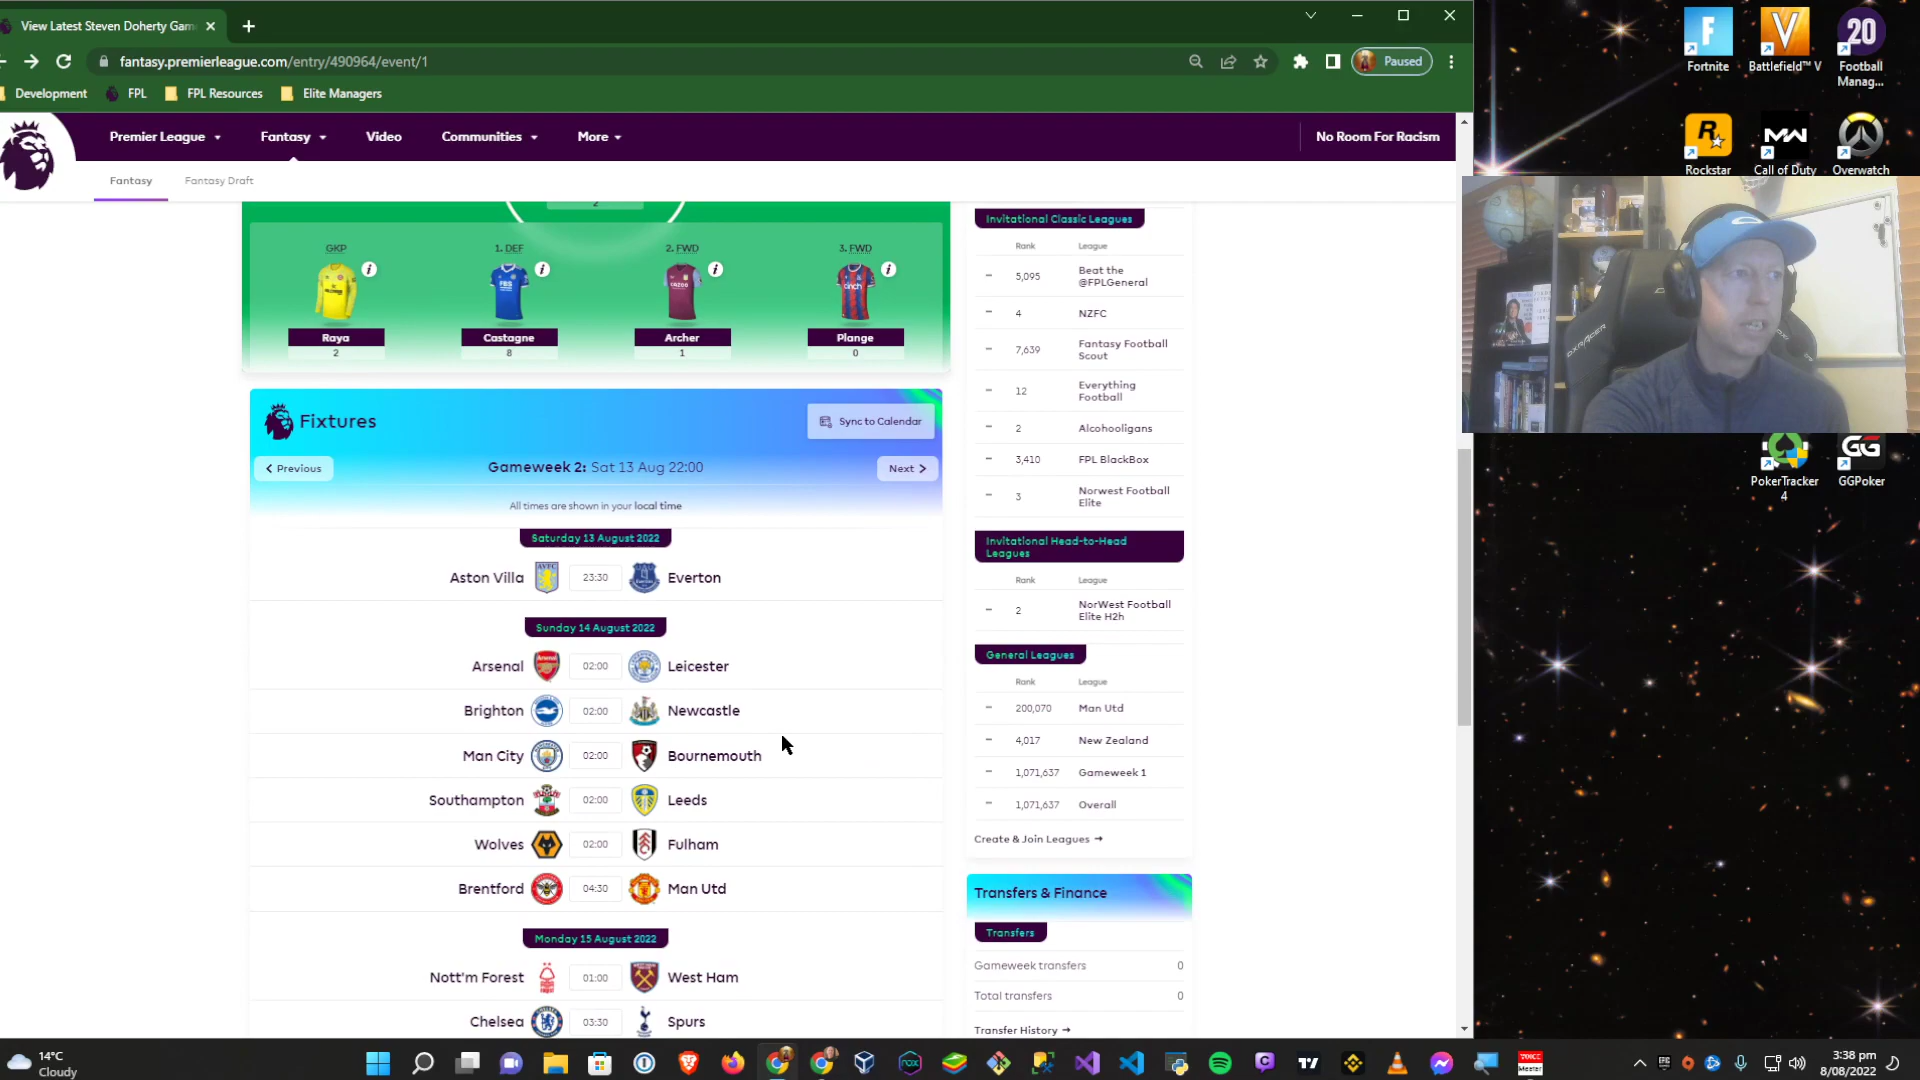 View Latest Steven Doherty Gam
fantasy.premierleague.com/entry/490964/event/1
Paused
Development
FPL
FPL Resources
Elite Managers
Premier League
Fantasy
Video
Communities
More
No Room For Racism
Fantasy
Fantasy Draft
2
GKP
1. DEF
2. FWD
3. FWD
Raya
Castagne
Archer
Plange
2
8
1
0
Fixtures
Sync to Calendar
Previous
Gameweek 2: Sat 13 Aug 22:00
Next
All times are shown in your local time
Saturday 13 August 2022
Aston Villa 23:30 Everton
Sunday 14 August 2022
Arsenal 02:00 Leicester
Brighton 02:00 Newcastle
Man City 02:00 Bournemouth
Southampton 02:00 Leeds
Wolves 02:00 Fulham
Brentford 04:30 Man Utd
Monday 15 August 2022
Nott'm Forest 01:00 West Ham
Chelsea 03:30 Spurs
Invitational Classic Leagues
Rank League
5,095 Beat the
@FPLGeneral
4 NZFC
7,639 Fantasy Football
Scout
12 Everything
Football
2 Alcohooligans
3,410 FPL BlackBox
3 Norwest Football
Elite
Invitational Head-to-Head
Leagues
Rank League
2 NorWest Football
Elite H2h
General Leagues
Rank League
200,070 Man Utd
4,017 New Zealand
1,071,637 Gameweek 1
1,071,637 Overall
Create & Join Leagues
Transfers & Finance
Transfers
Gameweek transfers 0
Total transfers 0
Transfer History
Fortnite
Battlefield™ V
20
Football
Manag...
Rockstar
Call of Duty
Overwatch
PokerTracker
4
GGPoker
14°C
Cloudy
3:38 pm
8/08/2022